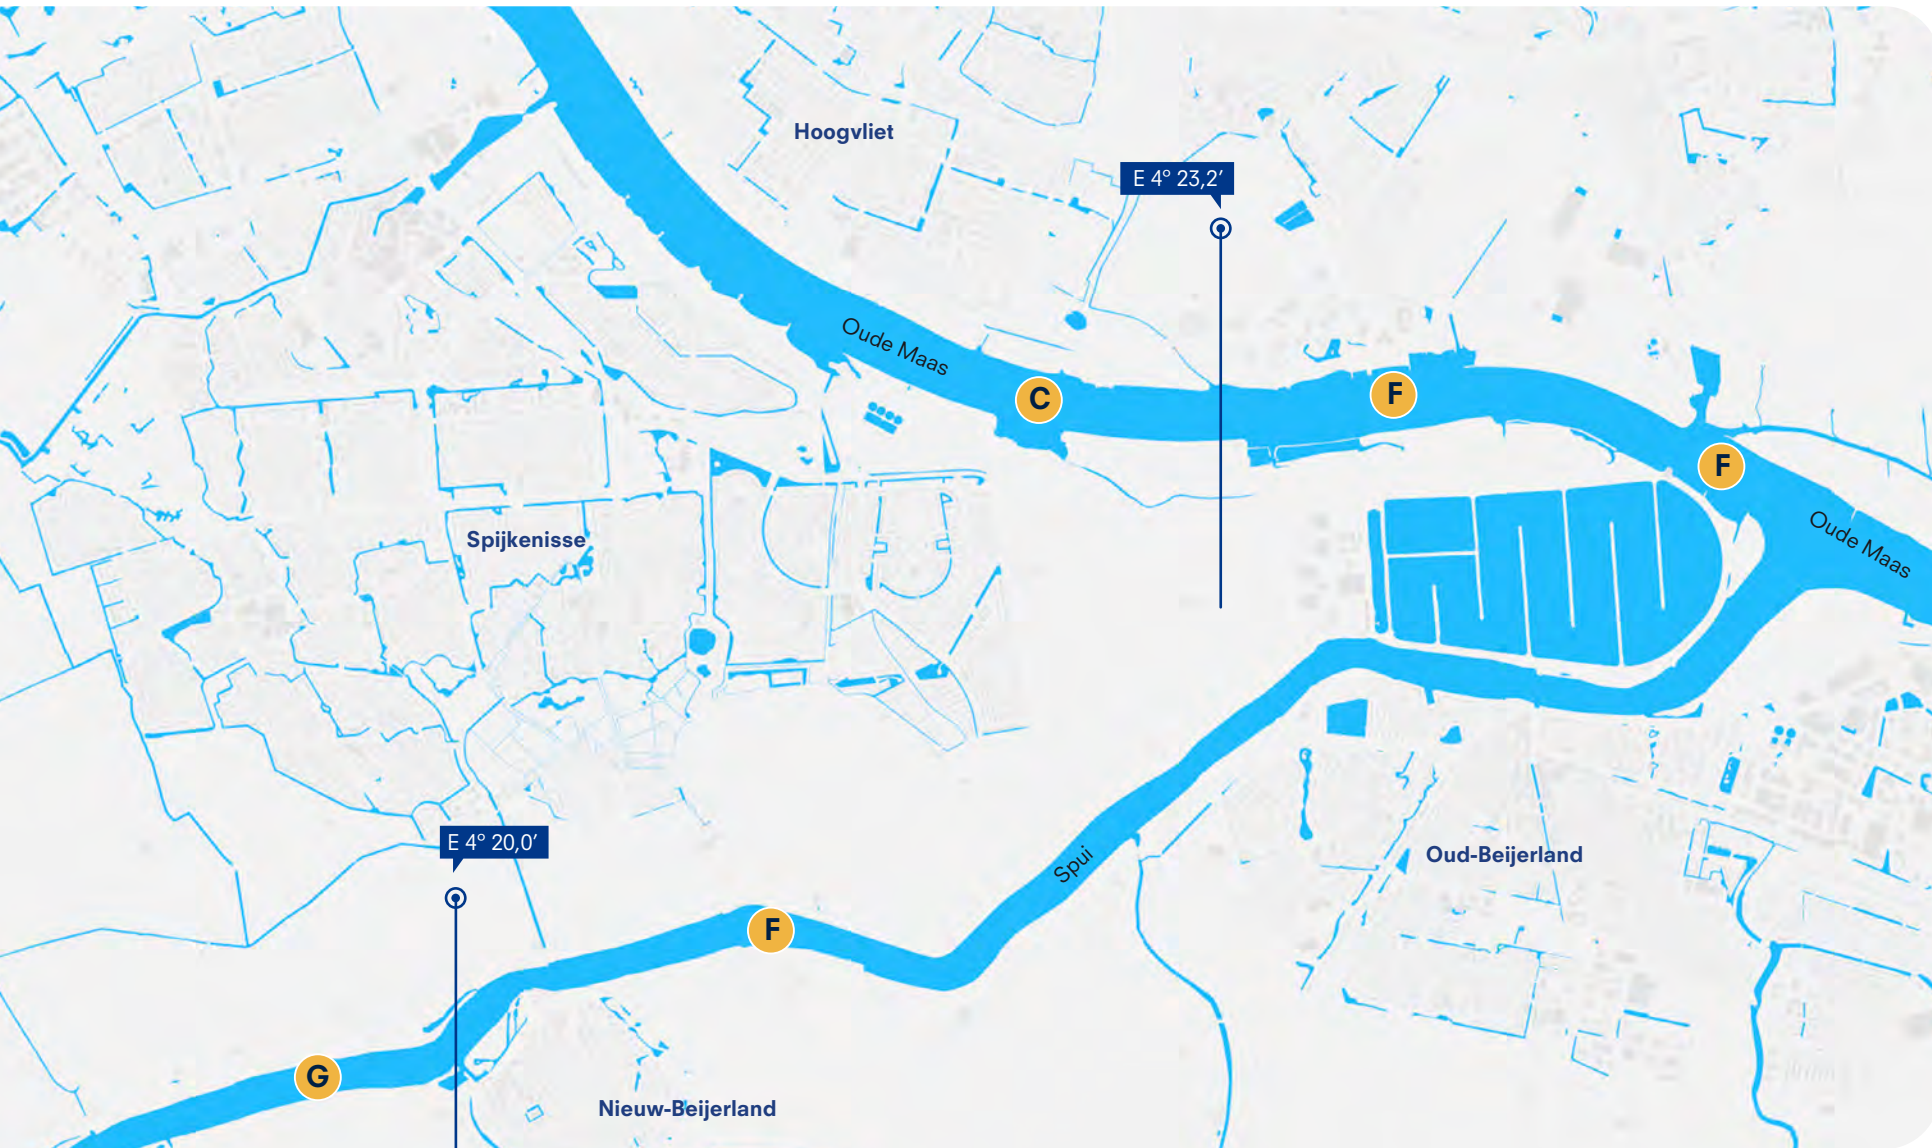 Hoogvliet
E 4° 23,2’
Oude Maas
C
F
F
Oude Maas
Spijkenisse
E 4° 20,0’
Spui
Oud-Beijerland
F
G
Nieuw-Beijerland